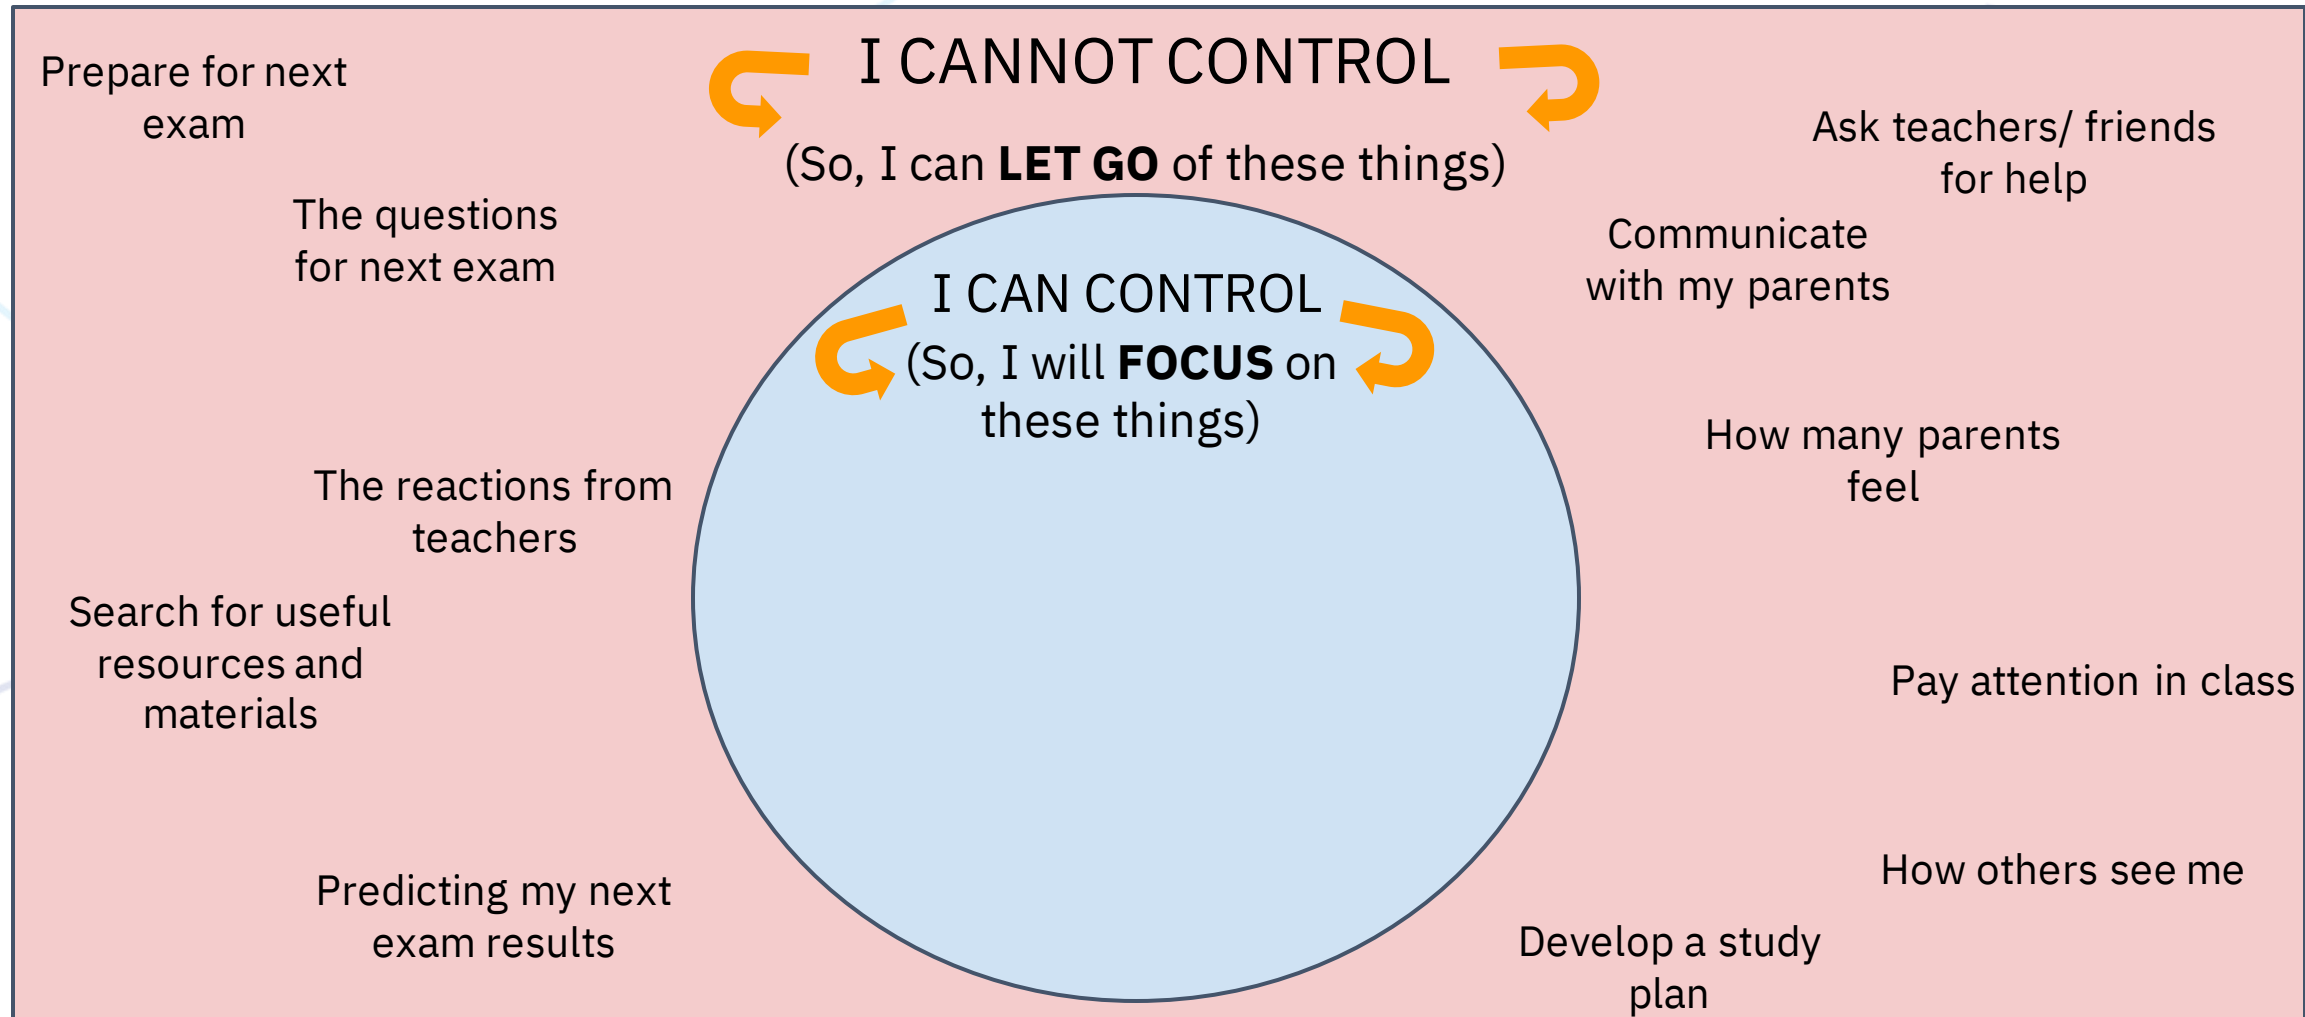 I CANNOT CONTROL
(So, I can LET GO of these things)
Prepare for next
exam
The questions
for next exam
The reactions from
teachers
Search for useful
resources and
materials
Predicting my next
exam results
I CAN CONTROL
(So, I will FOCUS on
these things)
Ask teachers/ friends
for help
Communicate
with my parents
How many parents
feel
Pay attention in class
How others see me
Develop a study
plan